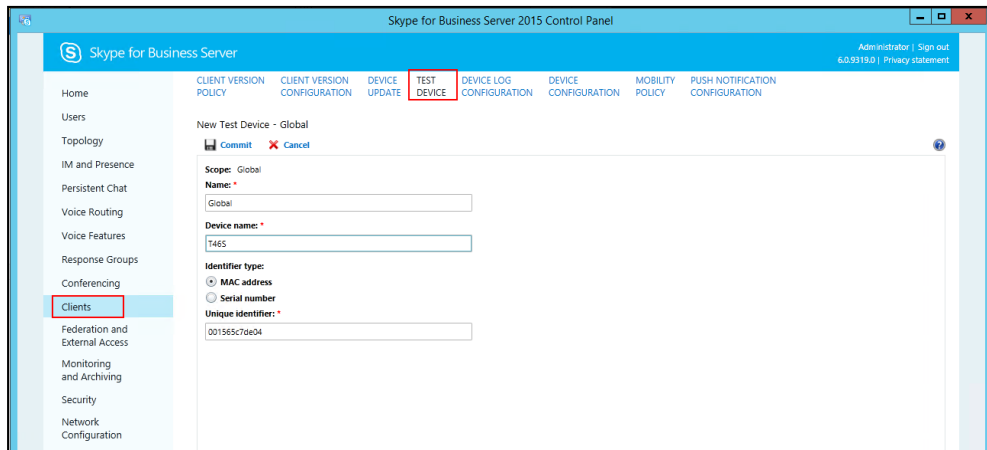 Skype for Business Server 2015 Control Panel
S Skype for Business Server
Administrator | Sign out
6.0.9319.0 | Privacy statement
Home
Users
Topology
IM and Presence
Persistent Chat
Voice Routing
Voice Features
Response Groups
Conferencing
Clients
Federation and
External Access
Monitoring
and Archiving
Security
Network
Configuration
CLIENT VERSION
POLICY
CLIENT VERSION
CONFIGURATION
DEVICE
UPDATE
TEST
DEVICE
DEVICE LOG
CONFIGURATION
DEVICE
CONFIGURATION
MOBILITY
POLICY
PUSH NOTIFICATION
CONFIGURATION
New Test Device - Global
Commit Cancel
Scope: Global
Name: *
Global
Device name: *
T46S
Identifier type:
MAC address
Serial number
Unique identifier: *
001565c7de04